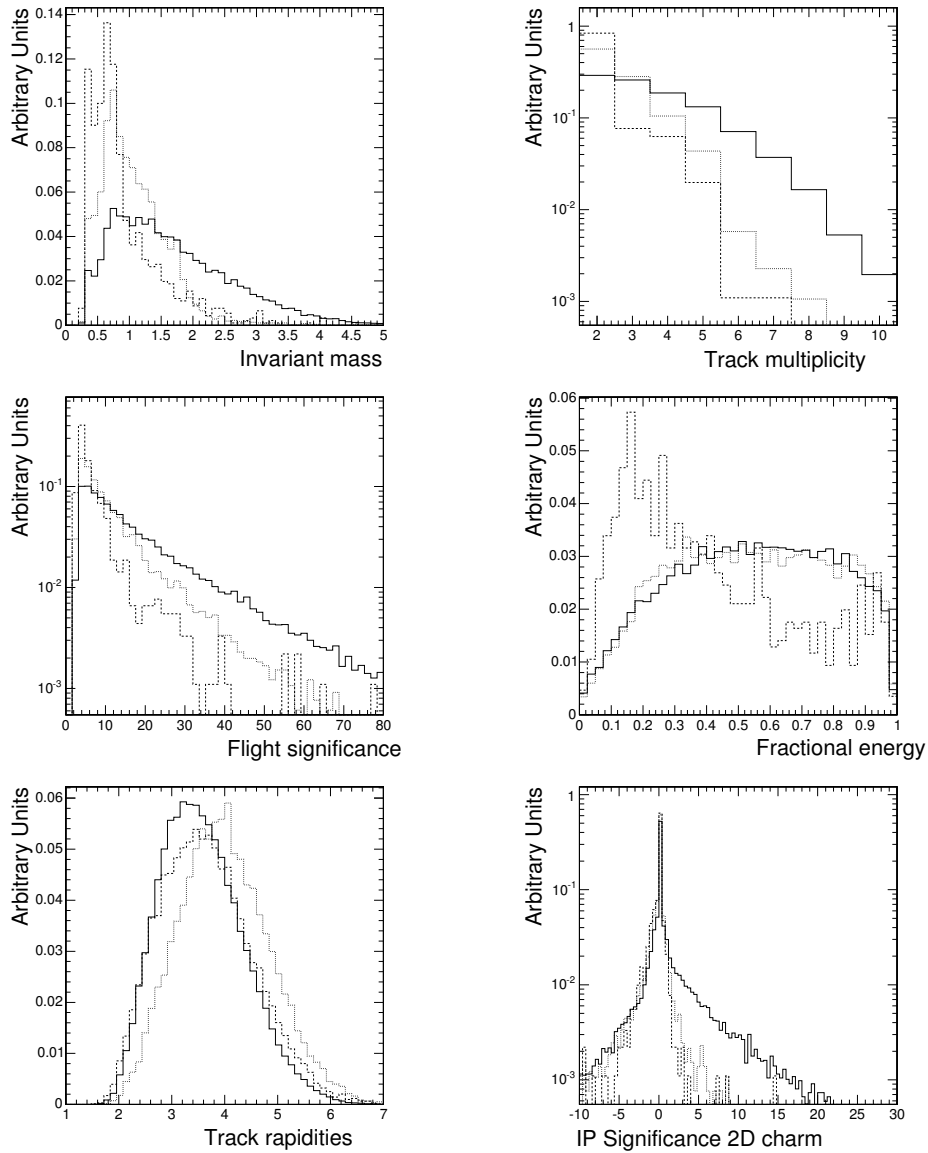 Arbitrary Units
0.14
0.12
0.1
0.08
0.06
0.04
0.02
0
0 0.5 1 1.5 2 2.5 3 3.5 4 4.5 5
Invariant mass
Arbitrary Units
1
10-1
10-2
10-3
2 3 4 5 6 7 8 9 10
Track multiplicity
Arbitrary Units
10-1
10-2
10-3
0 10 20 30 40 50 60 70 80
Flight significance
Arbitrary Units
0.06
0.05
0.04
0.03
0.02
0.01
0
0 0.1 0.2 0.3 0.4 0.5 0.6 0.7 0.8 0.9 1
Fractional energy
Arbitrary Units
0.06
0.05
0.04
0.03
0.02
0.01
0
1 2 3 4 5 6 7
Track rapidities
Arbitrary Units
1
10-1
10-2
10-3
-10 -5 0 5 10 15 20 25 30
IP Significance 2D charm